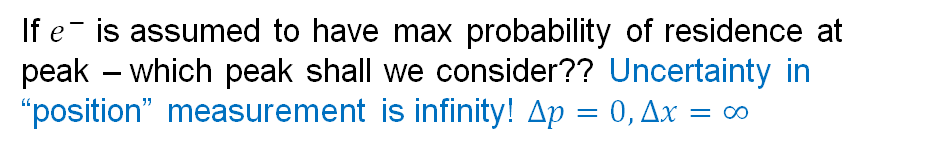 If e⁻ is assumed to have max probability of residence at
peak – which peak shall we consider?? Uncertainty in
“position” measurement is infinity! Δp = 0, Δx = ∞